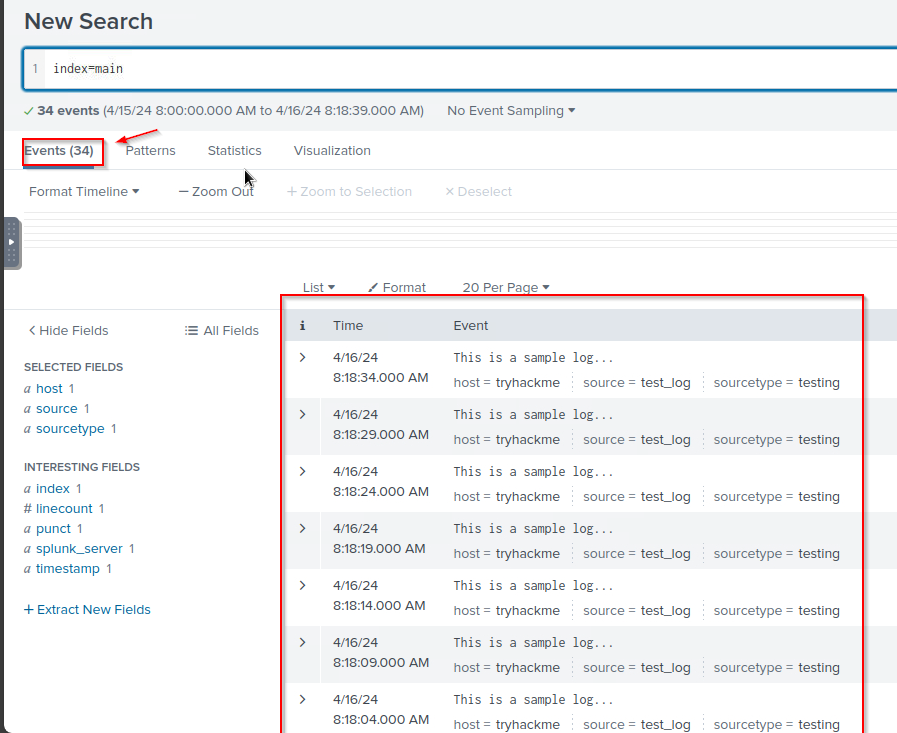 New Search
1 index=main
✓ 34 events (4/15/24 8:00:00.000 AM to 4/16/24 8:18:39.000 AM) No Event Sampling ▾
Events (34) Patterns Statistics Visualization
Format Timeline ▾ − Zoom Out + Zoom to Selection × Deselect
List ▾ Format 20 Per Page ▾
< Hide Fields All Fields
SELECTED FIELDS
a host 1
a source 1
a sourcetype 1
INTERESTING FIELDS
a index 1
# linecount 1
a punct 1
a splunk_server 1
a timestamp 1
+ Extract New Fields
i Time Event
> 4/16/24 This is a sample log...
8:18:34.000 AM host = tryhackme source = test_log sourcetype = testing
> 4/16/24 This is a sample log...
8:18:29.000 AM host = tryhackme source = test_log sourcetype = testing
> 4/16/24 This is a sample log...
8:18:24.000 AM host = tryhackme source = test_log sourcetype = testing
> 4/16/24 This is a sample log...
8:18:19.000 AM host = tryhackme source = test_log sourcetype = testing
> 4/16/24 This is a sample log...
8:18:14.000 AM host = tryhackme source = test_log sourcetype = testing
> 4/16/24 This is a sample log...
8:18:09.000 AM host = tryhackme source = test_log sourcetype = testing
> 4/16/24 This is a sample log...
8:18:04.000 AM host = tryhackme source = test_log sourcetype = testing